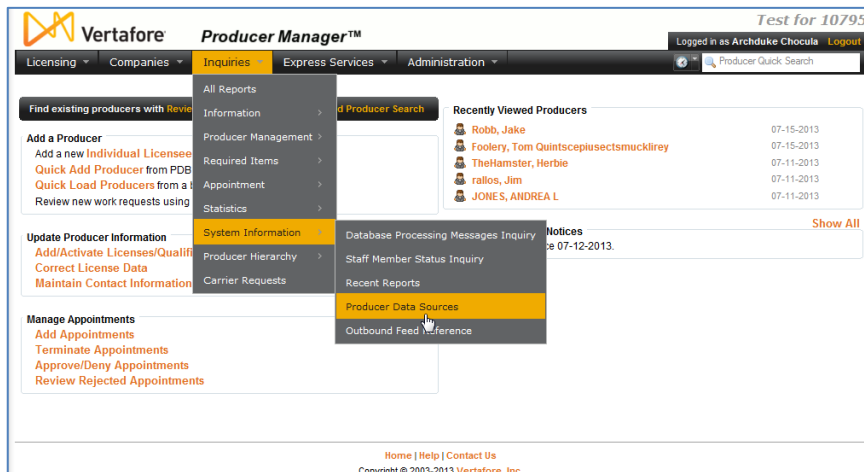 Vertafore
Producer Manager™
Test for 10795
Logged in as Archduke Chocula Logout
Licensing Companies Inquiries Express Services Administration
Producer Quick Search
Find existing producers with Revie
d Producer Search
Add a Producer
Add a new Individual Licensee
Quick Add Producer from PDB
Quick Load Producers from a
Review new work requests using
Update Producer Information
Add/Activate Licenses/Qualifi
Correct License Data
Maintain Contact Information
Manage Appointments
Add Appointments
Terminate Appointments
Approve/Deny Appointments
Review Rejected Appointments
All Reports
Information
Producer Management
Required Items
Appointment
Statistics
System Information
Producer Hierarchy
Carrier Requests
Database Processing Messages Inquiry
Staff Member Status Inquiry
Recent Reports
Producer Data Sources
Outbound Feed Reference
Recently Viewed Producers
Robb, Jake 07-15-2013
Foolery, Tom Quintscepiusectsmucklirey 07-15-2013
TheHamster, Herbie 07-11-2013
rallos, Jim 07-11-2013
JONES, ANDREA L 07-11-2013
Show All
Notices
ce 07-12-2013.
Home | Help | Contact Us
Copyright © 2003-2013 Vertafore, Inc.